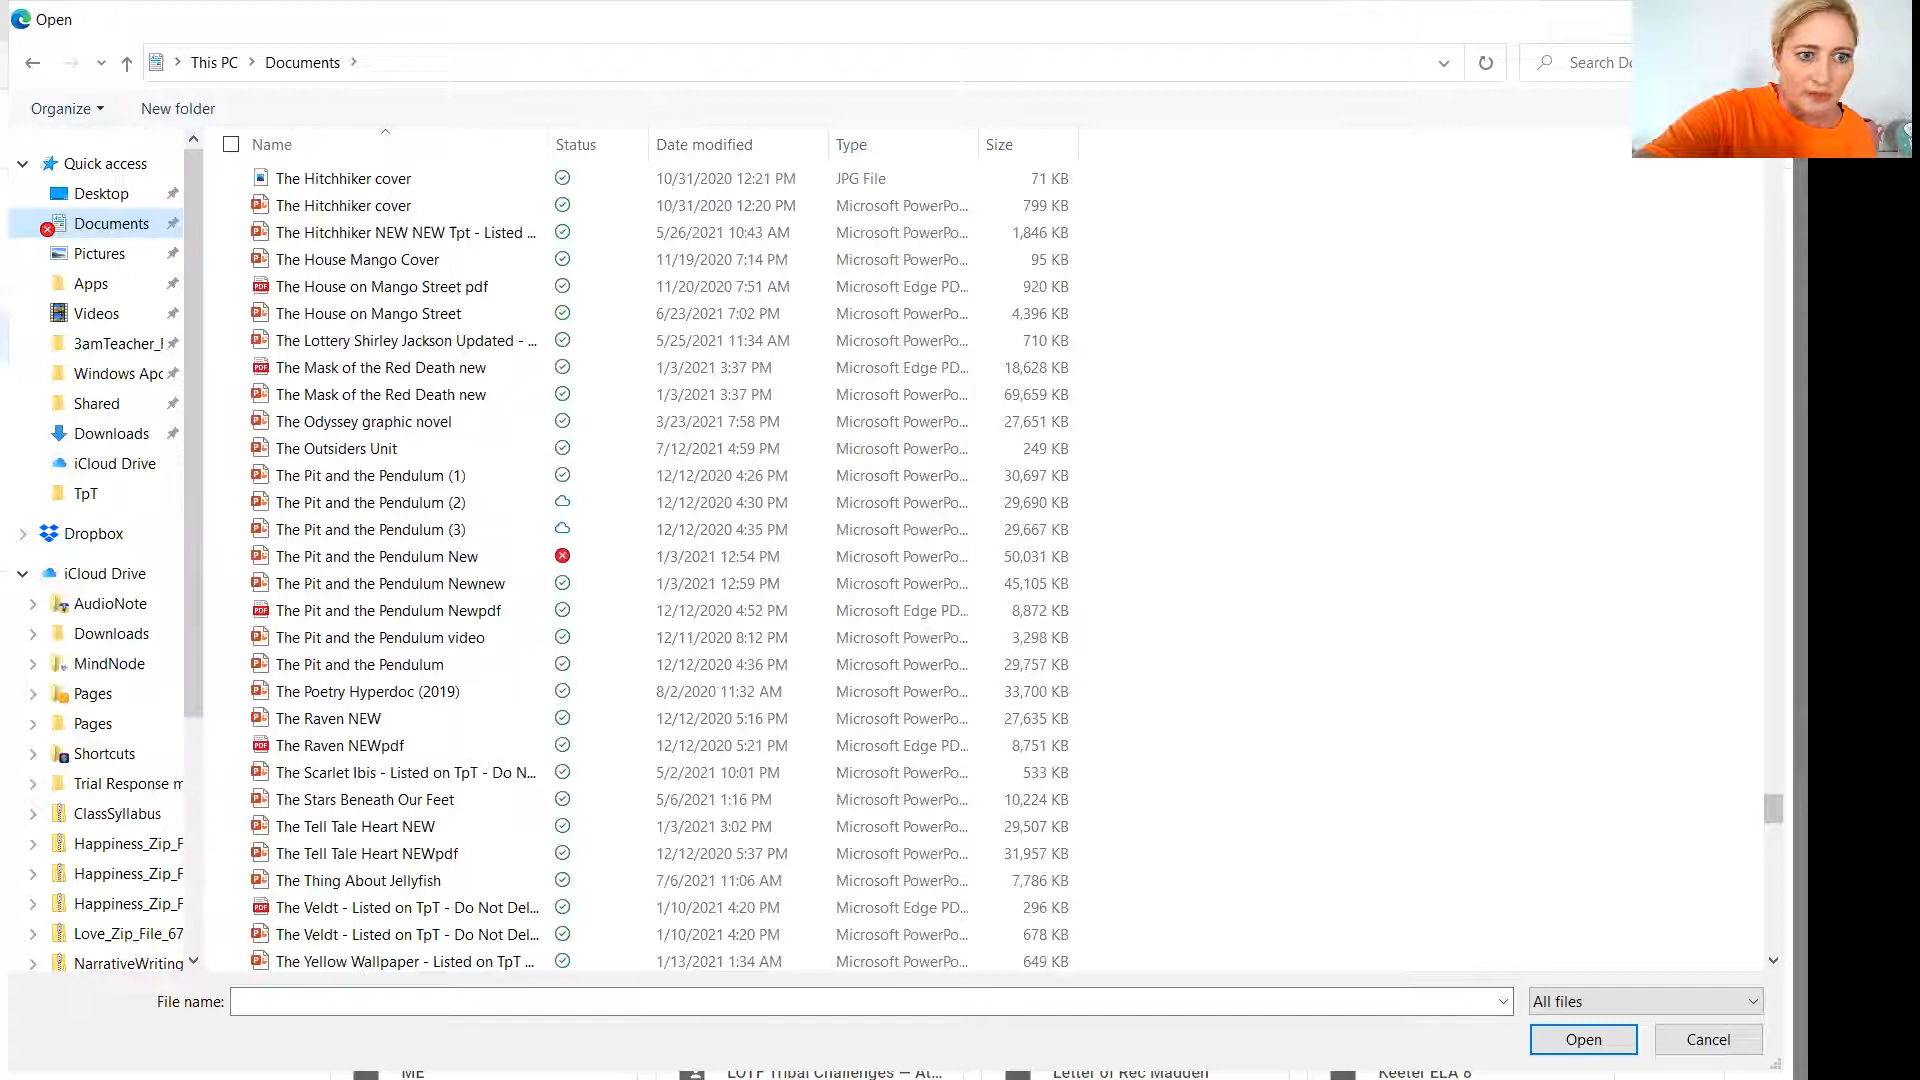 Open
This PC
Documents
Search Do
Organize
New folder
Name Status Date modified Type Size
Quick access
Desktop
Documents
Pictures
Apps
Videos
3amTeacher_F
Windows Apc
Shared
Downloads
iCloud Drive
TpT
Dropbox
iCloud Drive
AudioNote
Downloads
MindNode
Pages
Pages
Shortcuts
Trial Response m
ClassSyllabus
Happiness_Zip_F
Happiness_Zip_F
Happiness_Zip_F
Love_Zip_File_67
NarrativeWriting
The Hitchhiker cover 10/31/2020 12:21 PM JPG File 71 KB
The Hitchhiker cover 10/31/2020 12:20 PM Microsoft PowerPo... 799 KB
The Hitchhiker NEW NEW Tpt - Listed ... 5/26/2021 10:43 AM Microsoft PowerPo... 1,846 KB
The House Mango Cover 11/19/2020 7:14 PM Microsoft PowerPo... 95 KB
The House on Mango Street pdf 11/20/2020 7:51 AM Microsoft Edge PD... 920 KB
The House on Mango Street 6/23/2021 7:02 PM Microsoft PowerPo... 4,396 KB
The Lottery Shirley Jackson Updated - ... 5/25/2021 11:34 AM Microsoft PowerPo... 710 KB
The Mask of the Red Death new 1/3/2021 3:37 PM Microsoft Edge PD... 18,628 KB
The Mask of the Red Death new 1/3/2021 3:37 PM Microsoft PowerPo... 69,659 KB
The Odyssey graphic novel 3/23/2021 7:58 PM Microsoft PowerPo... 27,651 KB
The Outsiders Unit 7/12/2021 4:59 PM Microsoft PowerPo... 249 KB
The Pit and the Pendulum (1) 12/12/2020 4:26 PM Microsoft PowerPo... 30,697 KB
The Pit and the Pendulum (2) 12/12/2020 4:30 PM Microsoft PowerPo... 29,690 KB
The Pit and the Pendulum (3) 12/12/2020 4:35 PM Microsoft PowerPo... 29,667 KB
The Pit and the Pendulum New 1/3/2021 12:54 PM Microsoft PowerPo... 50,031 KB
The Pit and the Pendulum Newnew 1/3/2021 12:59 PM Microsoft PowerPo... 45,105 KB
The Pit and the Pendulum Newpdf 12/12/2020 4:52 PM Microsoft Edge PD... 8,872 KB
The Pit and the Pendulum video 12/11/2020 8:12 PM Microsoft PowerPo... 3,298 KB
The Pit and the Pendulum 12/12/2020 4:36 PM Microsoft PowerPo... 29,757 KB
The Poetry Hyperdoc (2019) 8/2/2020 11:32 AM Microsoft PowerPo... 33,700 KB
The Raven NEW 12/12/2020 5:16 PM Microsoft PowerPo... 27,635 KB
The Raven NEWpdf 12/12/2020 5:21 PM Microsoft Edge PD... 8,751 KB
The Scarlet Ibis - Listed on TpT - Do N... 5/2/2021 10:01 PM Microsoft PowerPo... 533 KB
The Stars Beneath Our Feet 5/6/2021 1:16 PM Microsoft PowerPo... 10,224 KB
The Tell Tale Heart NEW 1/3/2021 3:02 PM Microsoft PowerPo... 29,507 KB
The Tell Tale Heart NEWpdf 12/12/2020 5:37 PM Microsoft PowerPo... 31,957 KB
The Thing About Jellyfish 7/6/2021 11:06 AM Microsoft PowerPo... 7,786 KB
The Veldt - Listed on TpT - Do Not Del... 1/10/2021 4:20 PM Microsoft Edge PD... 296 KB
The Veldt - Listed on TpT - Do Not Del... 1/10/2021 4:20 PM Microsoft PowerPo... 678 KB
The Yellow Wallpaper - Listed on TpT ... 1/13/2021 1:34 AM Microsoft PowerPo... 649 KB
File name:
All files
Open
Cancel
ME
LOTF Tribal Challenges — At...
Letter of Rec Madden
Keeter ELA 8